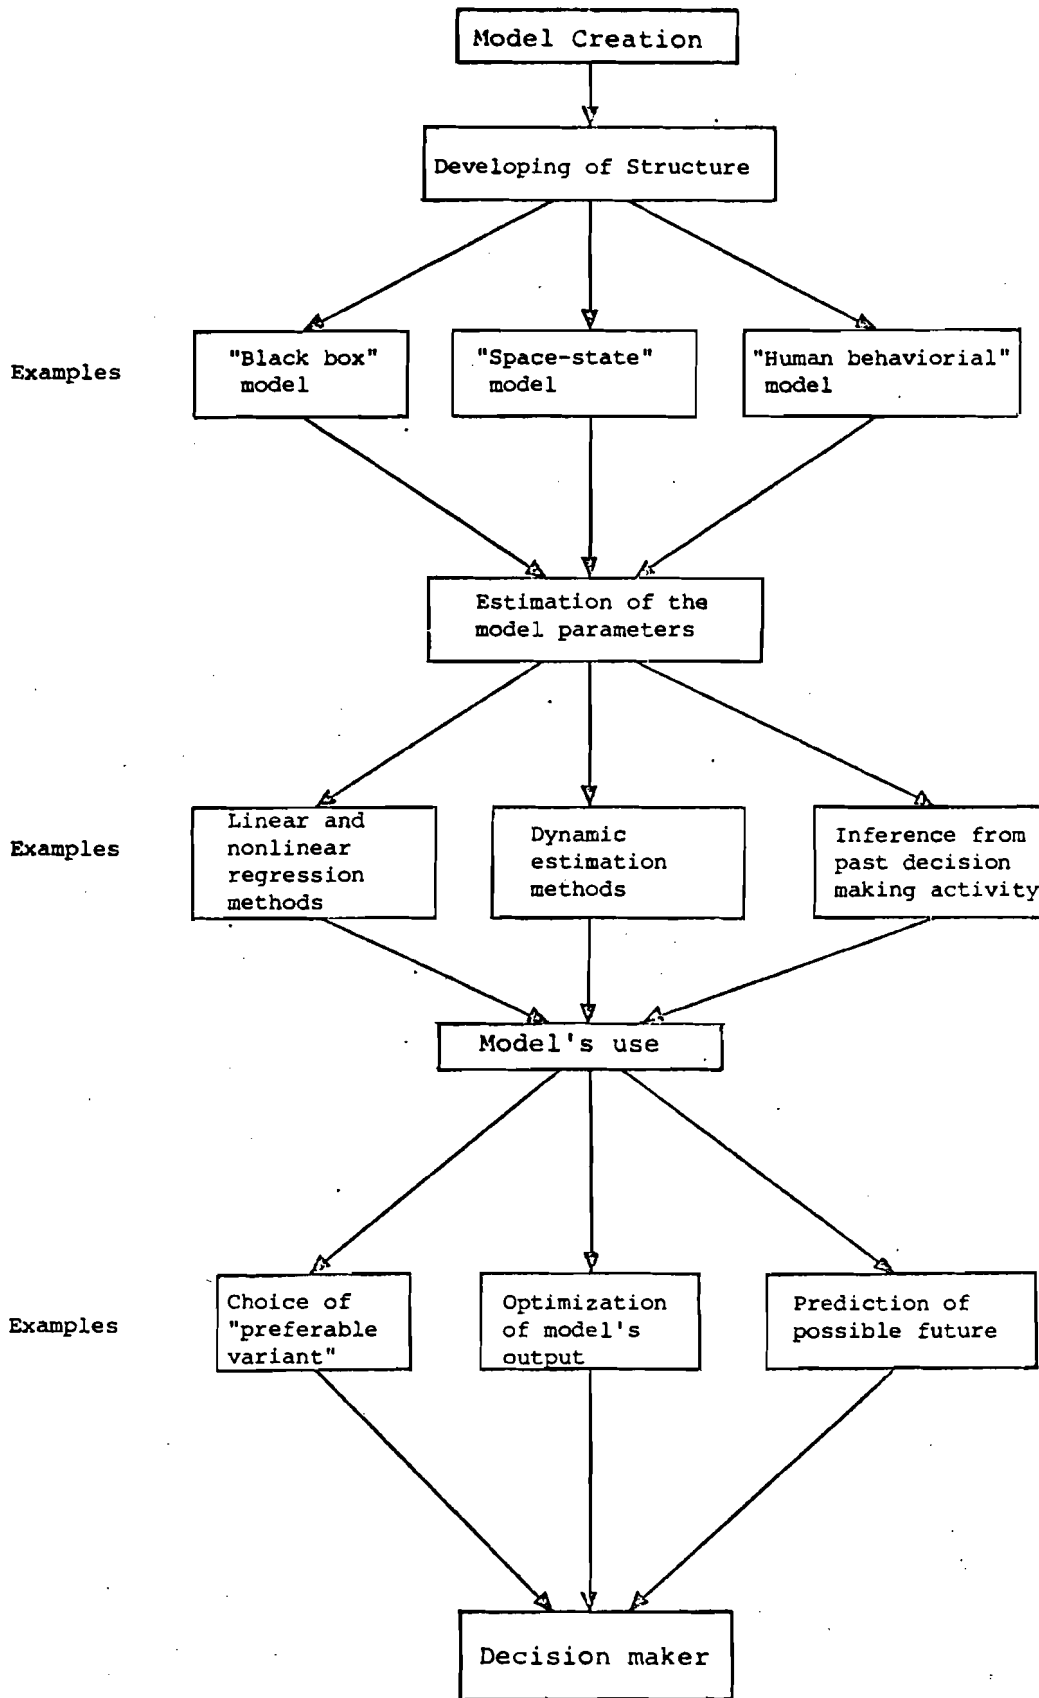 Model Creation
Developing of Structure
Examples
"Black box"
model
"Space-state"
model
"Human behaviorial"
model
Estimation of the
model parameters
Examples
Linear and
nonlinear
regression
methods
Dynamic
estimation
methods
Inference from
past decision
making activity
Model's use
Examples
Choice of
"preferable
variant"
Optimization
of model's
output
Prediction of
possible future
Decision maker